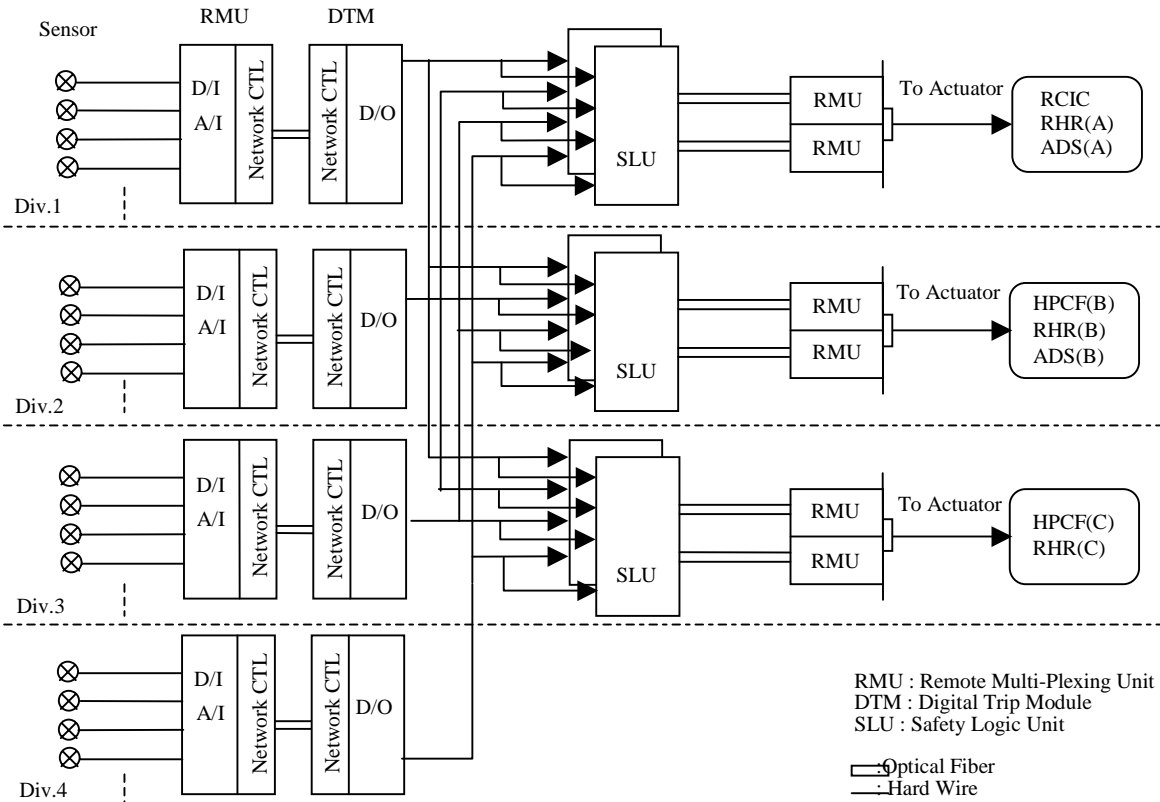 Sensor
RMU
DTM
D/I
A/I
Network CTL
Network CTL
D/O
SLU
RMU
RMU
To Actuator
RCIC
RHR(A)
ADS(A)
Div.1
D/I
A/I
Network CTL
Network CTL
D/O
SLU
RMU
RMU
To Actuator
HPCF(B)
RHR(B)
ADS(B)
Div.2
D/I
A/I
Network CTL
Network CTL
D/O
SLU
RMU
RMU
To Actuator
HPCF(C)
RHR(C)
Div.3
D/I
A/I
Network CTL
Network CTL
D/O
Div.4
RMU : Remote Multi-Plexing Unit
DTM : Digital Trip Module
SLU : Safety Logic Unit
:Optical Fiber
: Hard Wire